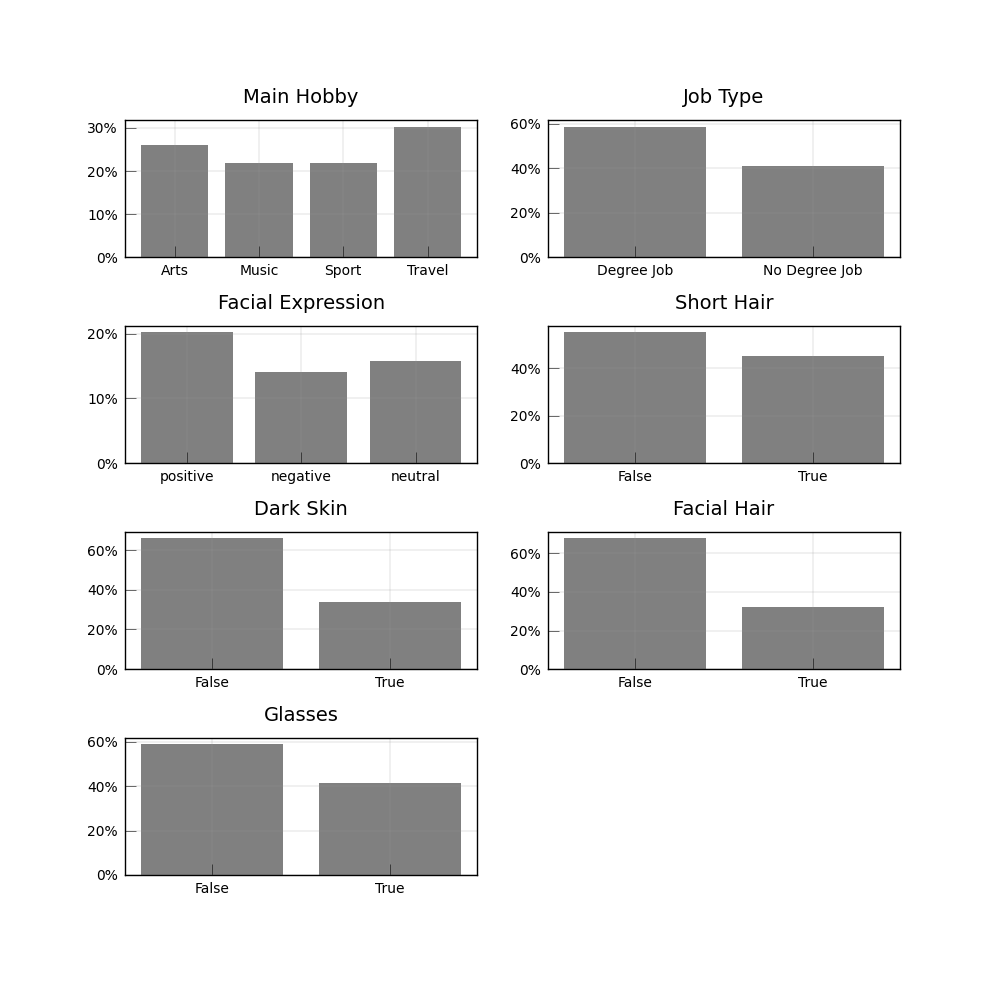 Main Hobby
30%
20%
10%
0%
Arts Music Sport Travel
Job Type
60%
40%
20%
0%
Degree Job No Degree Job
Facial Expression
20%
10%
0%
positive negative neutral
Short Hair
40%
20%
0%
False True
Dark Skin
60%
40%
20%
0%
False True
Facial Hair
60%
40%
20%
0%
False True
Glasses
60%
40%
20%
0%
False True